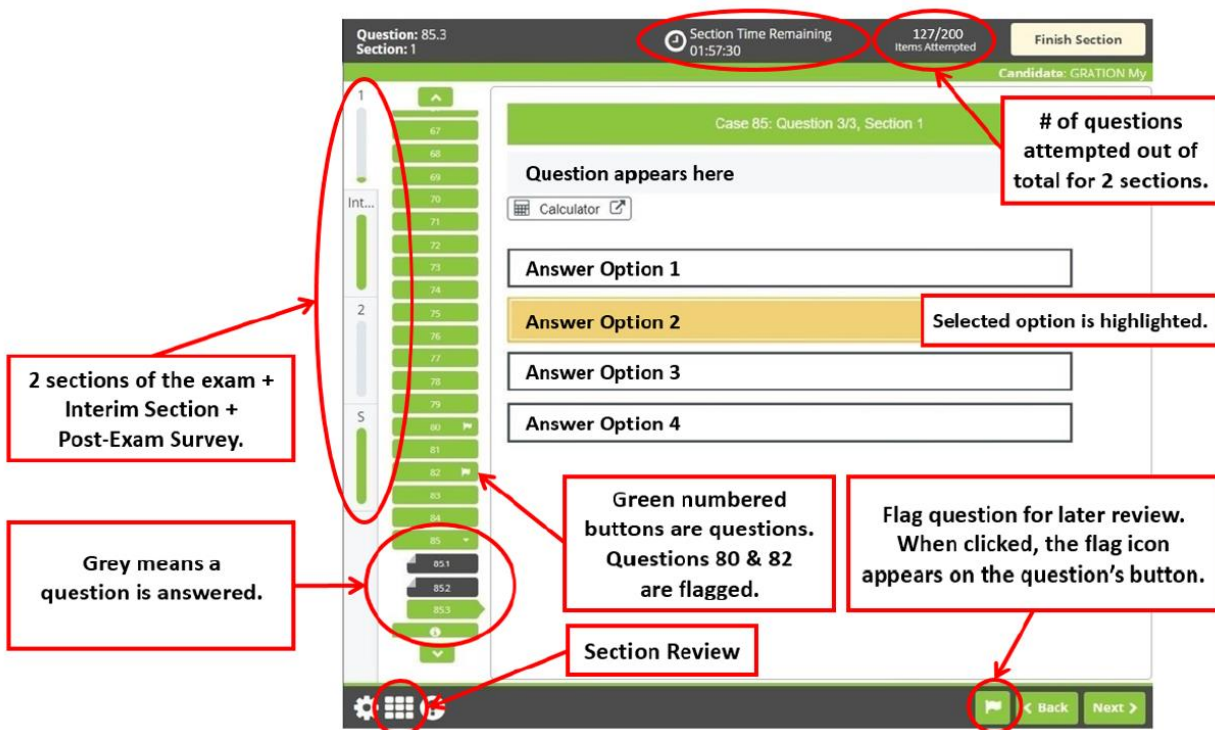 Question: 85.3
Section: 1
Section Time Remaining
01:57:30
127/200
Items Attempted
Finish Section
Candidate: GRATION My
1
Int...
2
S
67
68
69
70
71
72
73
74
75
76
77
78
79
80
81
82
83
84
85
85.1
85.2
85.3
Case 85: Question 3/3, Section 1
Question appears here
Calculator
Answer Option 1
Answer Option 2
Answer Option 3
Answer Option 4
# of questions
attempted out of
total for 2 sections.
Selected option is highlighted.
2 sections of the exam +
Interim Section +
Post-Exam Survey.
Grey means a
question is answered.
Green numbered
buttons are questions.
Questions 80 & 82
are flagged.
Flag question for later review.
When clicked, the flag icon
appears on the question's button.
Section Review
Back
Next